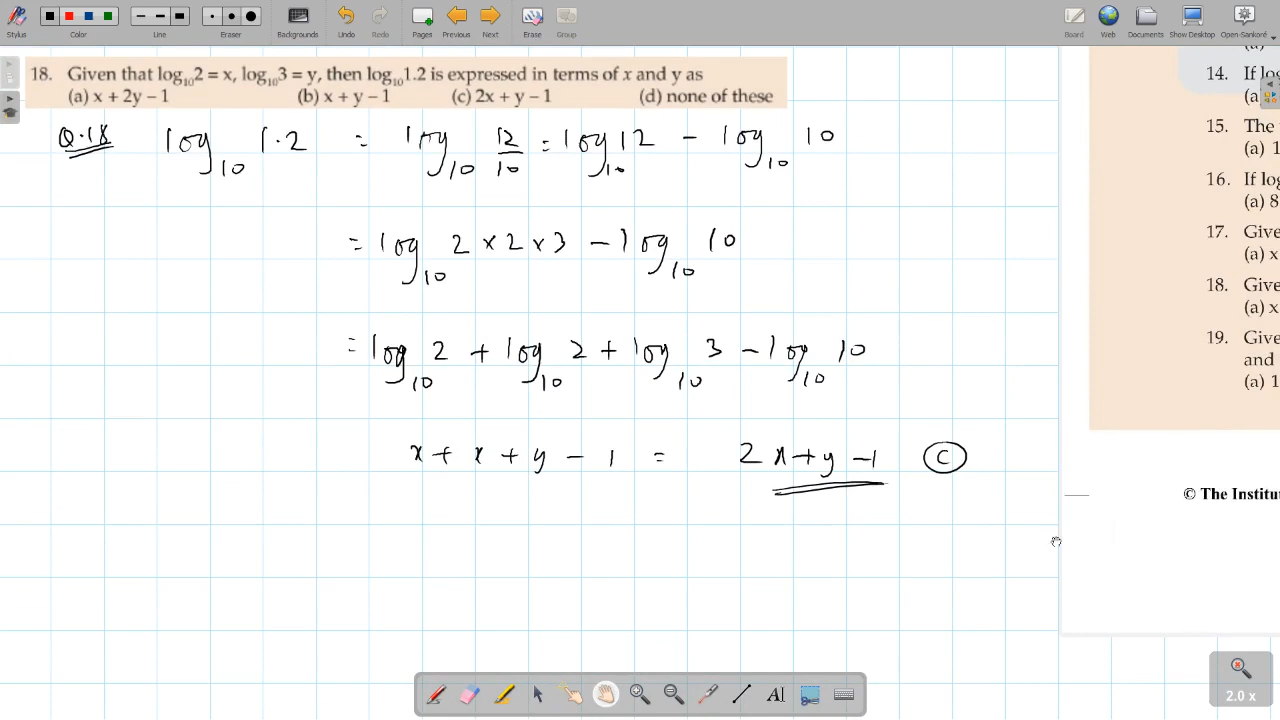 Stylus Color Line Eraser Backgrounds Undo Redo Pages Previous Next Erase Group Board Web Documents Show Desktop Open-Sankoré
18. Given that log₁₀2 = x, log₁₀3 = y, then log₁₀1.2 is expressed in terms of x and y as
(a) x + 2y – 1 (b) x + y – 1 (c) 2x + y – 1 (d) none of these
Q.18 log₁₀ 1·2 = log₁₀ 12/10 = log₁₀ 12 – log₁₀ 10
= log₁₀ 2 × 2 × 3 – log₁₀ 10
= log₁₀ 2 + log₁₀ 2 + log₁₀ 3 – log₁₀ 10
x + x + y – 1 = 2x + y – 1 C
14. If
(a)
15. The
(a) 1
16. If
(a) 8
17. Give
(a) x
18. Give
(a) x
19. Give
and
(a) 1
© The Institu
2.0 x